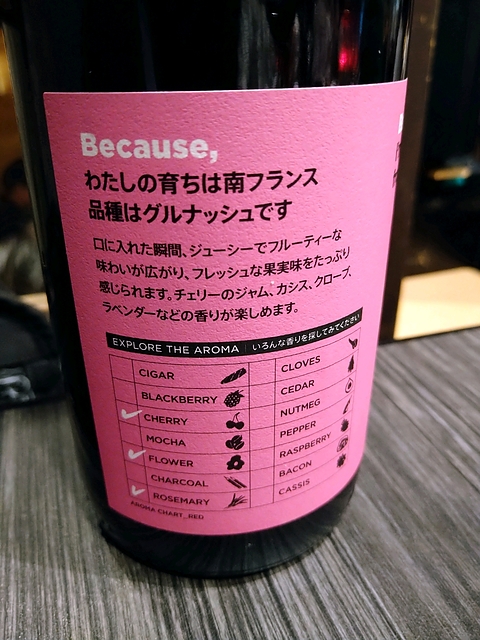 Because,
わたしの育ちは南フランス
品種はグルナッシュです
口に入れた瞬間、ジューシーでフルーティーな
味わいが広がり、フレッシュな果実味をたっぷり
感じられます。チェリーのジャム、カシス、クローブ、
ラベンダーなどの香りが楽しめます。
EXPLORE THE AROMA いろんな香りを探してみてください
CIGAR
BLACKBERRY
CHERRY
MOCHA
FLOWER
CHARCOAL
ROSEMARY
CLOVES
CEDAR
NUTMEG
PEPPER
RASPBERRY
BACON
CASSIS
AROMA CHART_RED